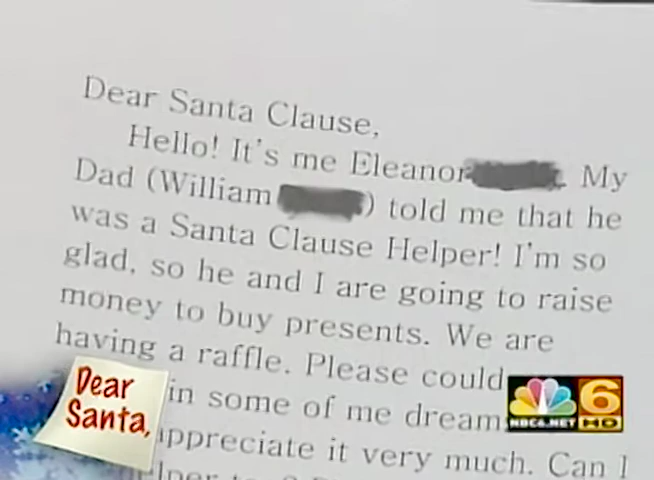 Dear Santa Clause,
Hello! It's me Eleanor My
Dad (William ) told me that he
was a Santa Clause Helper! I'm so
glad, so he and I are going to raise
money to buy presents. We are
having a raffle. Please could
in some of me dream
appreciate it very much. Can I
Dear
Santa,
6
NBC6.NET HD